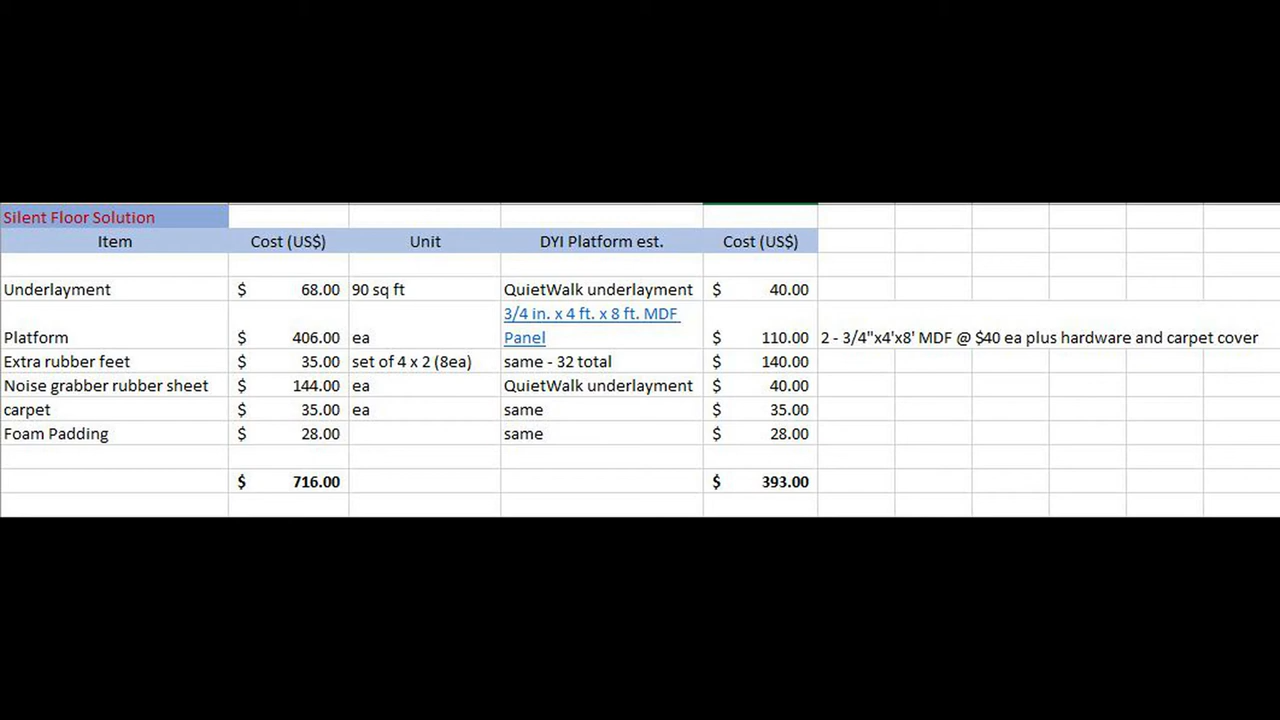 Silent Floor Solution
Item Cost (US$) Unit DYI Platform est. Cost (US$)
Underlayment $ 68.00 90 sq ft QuietWalk underlayment $ 40.00
3/4 in. x 4 ft. x 8 ft. MDF
Platform $ 406.00 ea Panel $ 110.00 2 - 3/4"x4'x8' MDF @ $40 ea plus hardware and carpet cover
Extra rubber feet $ 35.00 set of 4 x 2 (8ea) same - 32 total $ 140.00
Noise grabber rubber sheet $ 144.00 ea QuietWalk underlayment $ 40.00
carpet $ 35.00 ea same $ 35.00
Foam Padding $ 28.00 same $ 28.00
$ 716.00 $ 393.00